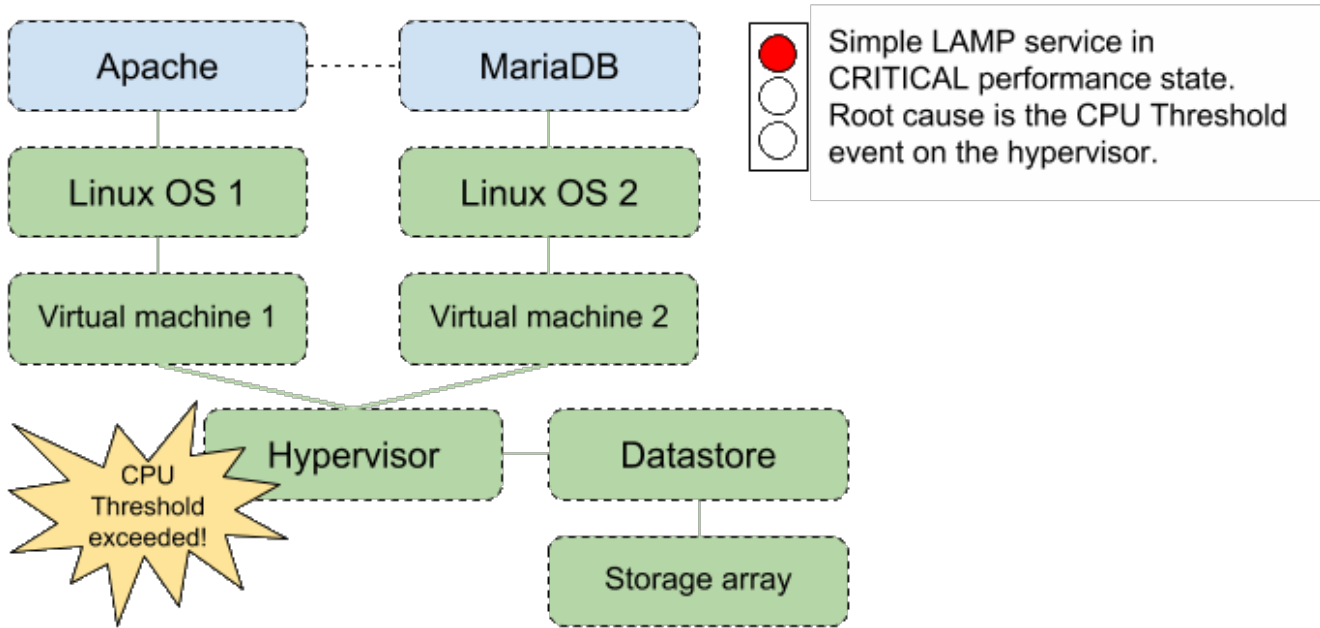 Apache
MariaDB
Simple LAMP service in
CRITICAL performance state.
Root cause is the CPU Threshold
event on the hypervisor.
Linux OS 1
Linux OS 2
Virtual machine 1
Virtual machine 2
CPU
Threshold
exceeded!
Hypervisor
Datastore
Storage array